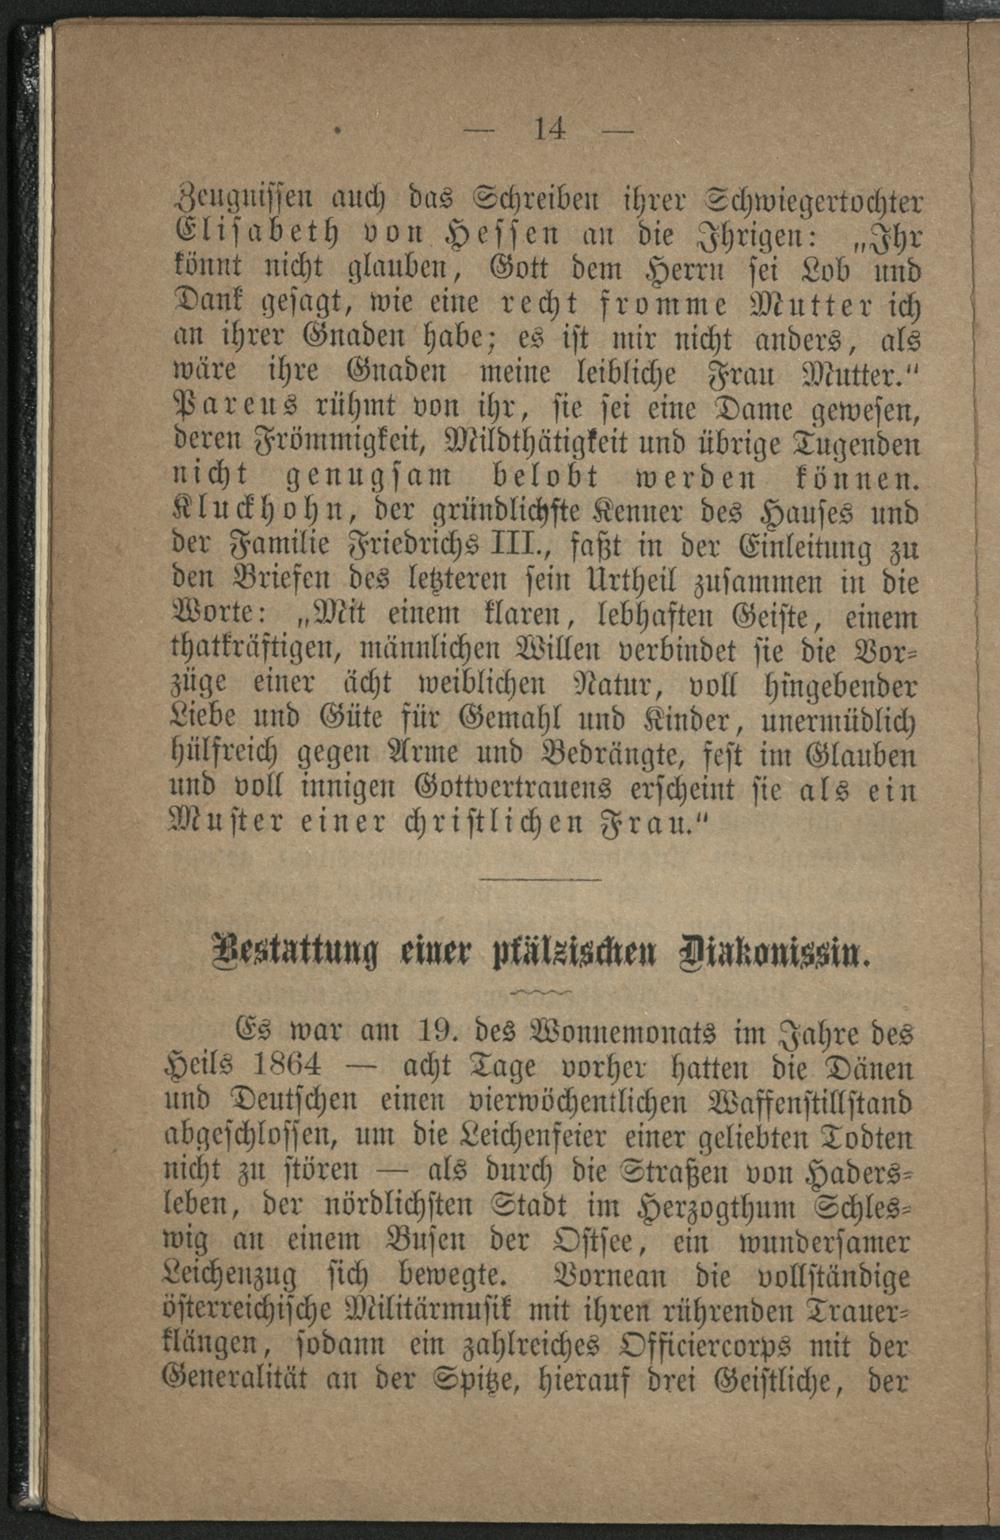 — 14 —
Zeugnissen auch das Schreiben ihrer Schwiegertochter
Elisabeth von Hessen an die Ihrigen: „Ihr
könnt nicht glauben, Gott dem Herrn sei Lob und
Dank gesagt, wie eine recht fromme Mutter ich
an ihrer Gnaden habe; es ist mir nicht anders, als
wäre ihre Gnaden meine leibliche Frau Mutter."
Pareus rühmt von ihr, sie sei eine Dame gewesen,
deren Frömmigkeit, Mildthätigkeit und übrige Tugenden
nicht genugsam belobt werden können.
Kluckhohn, der gründlichste Kenner des Hauses und
der Familie Friedrichs III., faßt in der Einleitung zu
den Briefen des letzteren sein Urtheil zusammen in die
Worte: „Mit einem klaren, lebhaften Geiste, einem
thatkräftigen, männlichen Willen verbindet sie die Vor-
züge einer ächt weiblichen Natur, voll hingebender
Liebe und Güte für Gemahl und Kinder, unermüdlich
hülfreich gegen Arme und Bedrängte, fest im Glauben
und voll innigen Gottvertrauens erscheint sie als ein
Muster einer christlichen Frau."
Bestattung einer pfälzischen Diakonissin.
Es war am 19. des Wonnemonats im Jahre des
Heils 1864 — acht Tage vorher hatten die Dänen
und Deutschen einen vierwöchentlichen Waffenstillstand
abgeschlossen, um die Leichenfeier einer geliebten Todten
nicht zu stören — als durch die Straßen von Haders-
leben, der nördlichsten Stadt im Herzogthum Schles-
wig an einem Busen der Ostsee, ein wundersamer
Leichenzug sich bewegte. Vornean die vollständige
österreichische Militärmusik mit ihren rührenden Trauer-
klängen, sodann ein zahlreiches Officiercorps mit der
Generalität an der Spitze, hierauf drei Geistliche, der